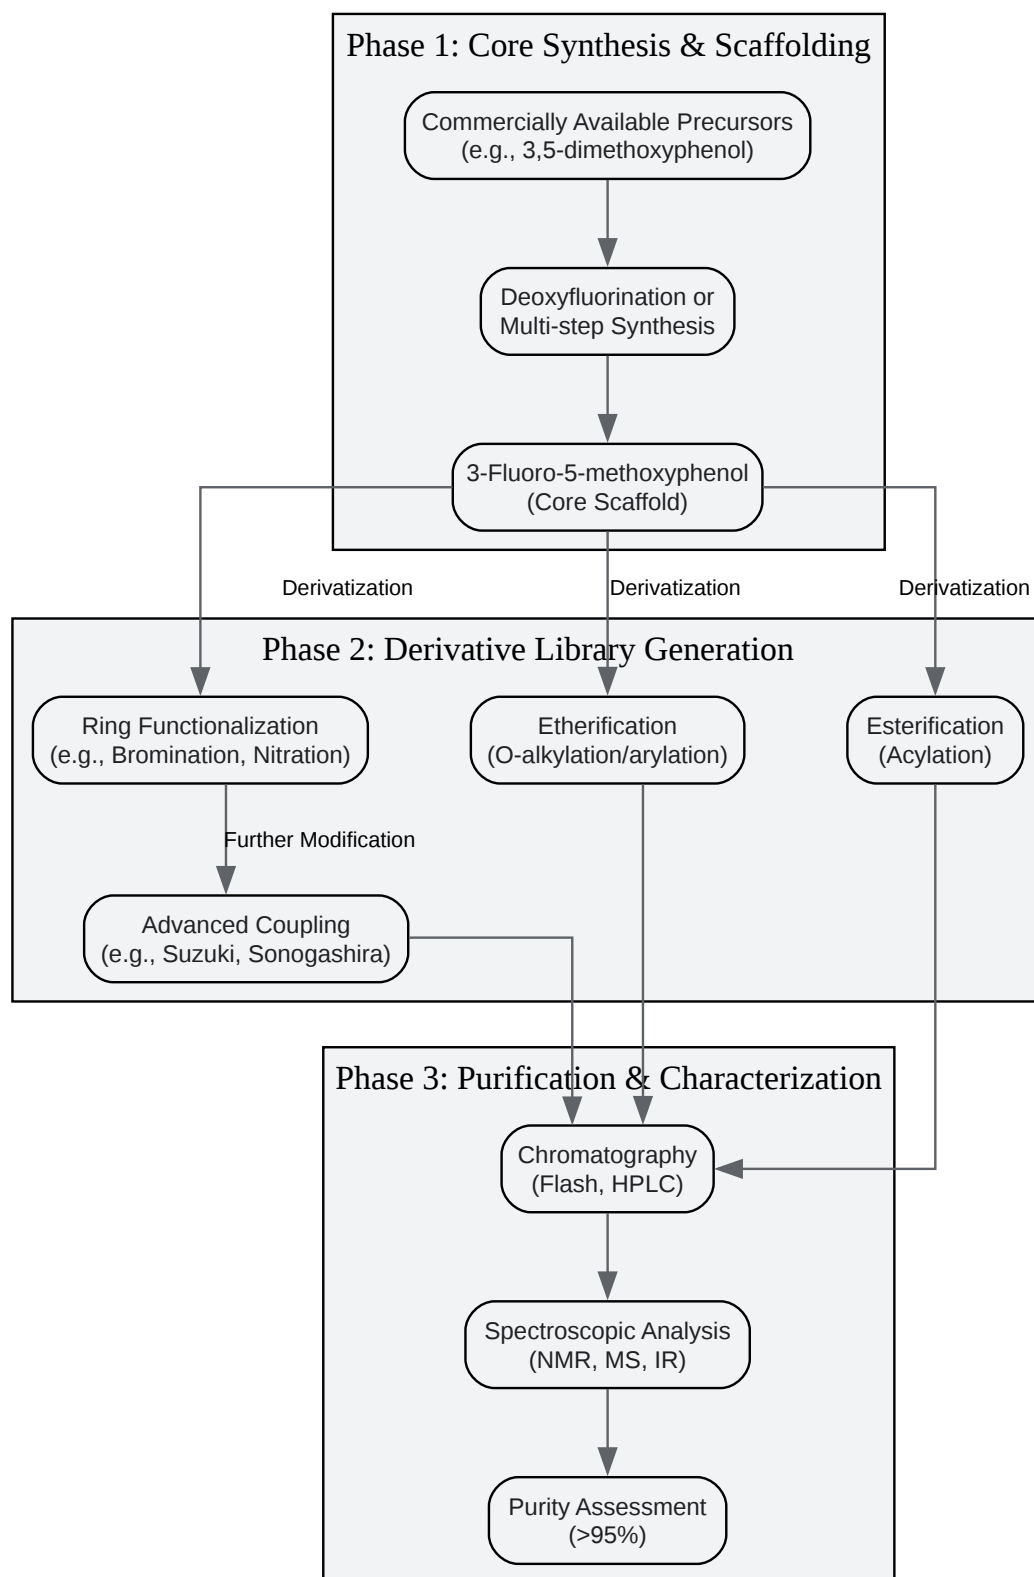 Phase 1: Core Synthesis & Scaffolding
Commercially Available Precursors
(e.g., 3,5-dimethoxyphenol)
Deoxyfluorination or
Multi-step Synthesis
3-Fluoro-5-methoxyphenol
(Core Scaffold)
Derivatization
Derivatization
Derivatization
Phase 2: Derivative Library Generation
Ring Functionalization
(e.g., Bromination, Nitration)
Etherification
(O-alkylation/arylation)
Esterification
(Acylation)
Further Modification
Advanced Coupling
(e.g., Suzuki, Sonogashira)
Phase 3: Purification & Characterization
Chromatography
(Flash, HPLC)
Spectroscopic Analysis
(NMR, MS, IR)
Purity Assessment
(>95%)